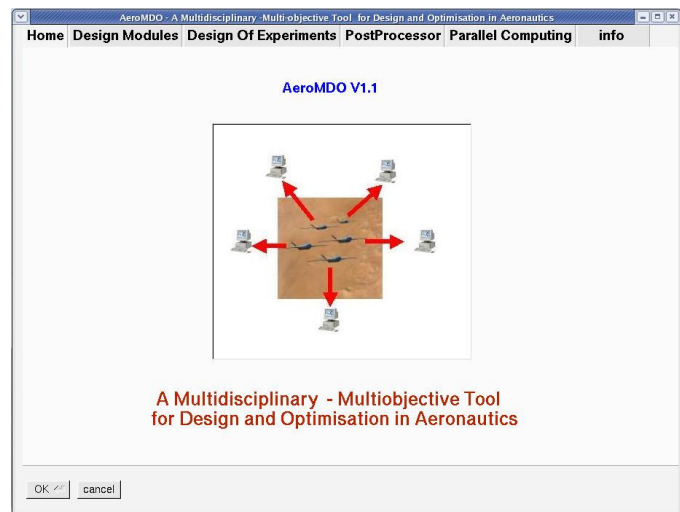 AeroMDO - A Multidisciplinary -Multi-objective Tool for Design and Optimisation in Aeronautics
Home Design Modules Design Of Experiments PostProcessor Parallel Computing info
AeroMDO V1.1
A Multidisciplinary - Multiobjective Tool
for Design and Optimisation in Aeronautics
OK cancel